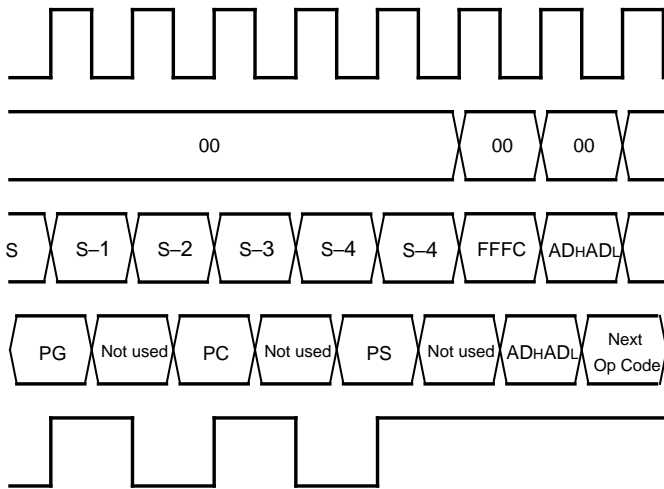 00 00 00
S S–1 S–2 S–3 S–4 S–4 FFFC ADHADL
PG Not used PC Not used PS Not used ADHADL Next
Op Code